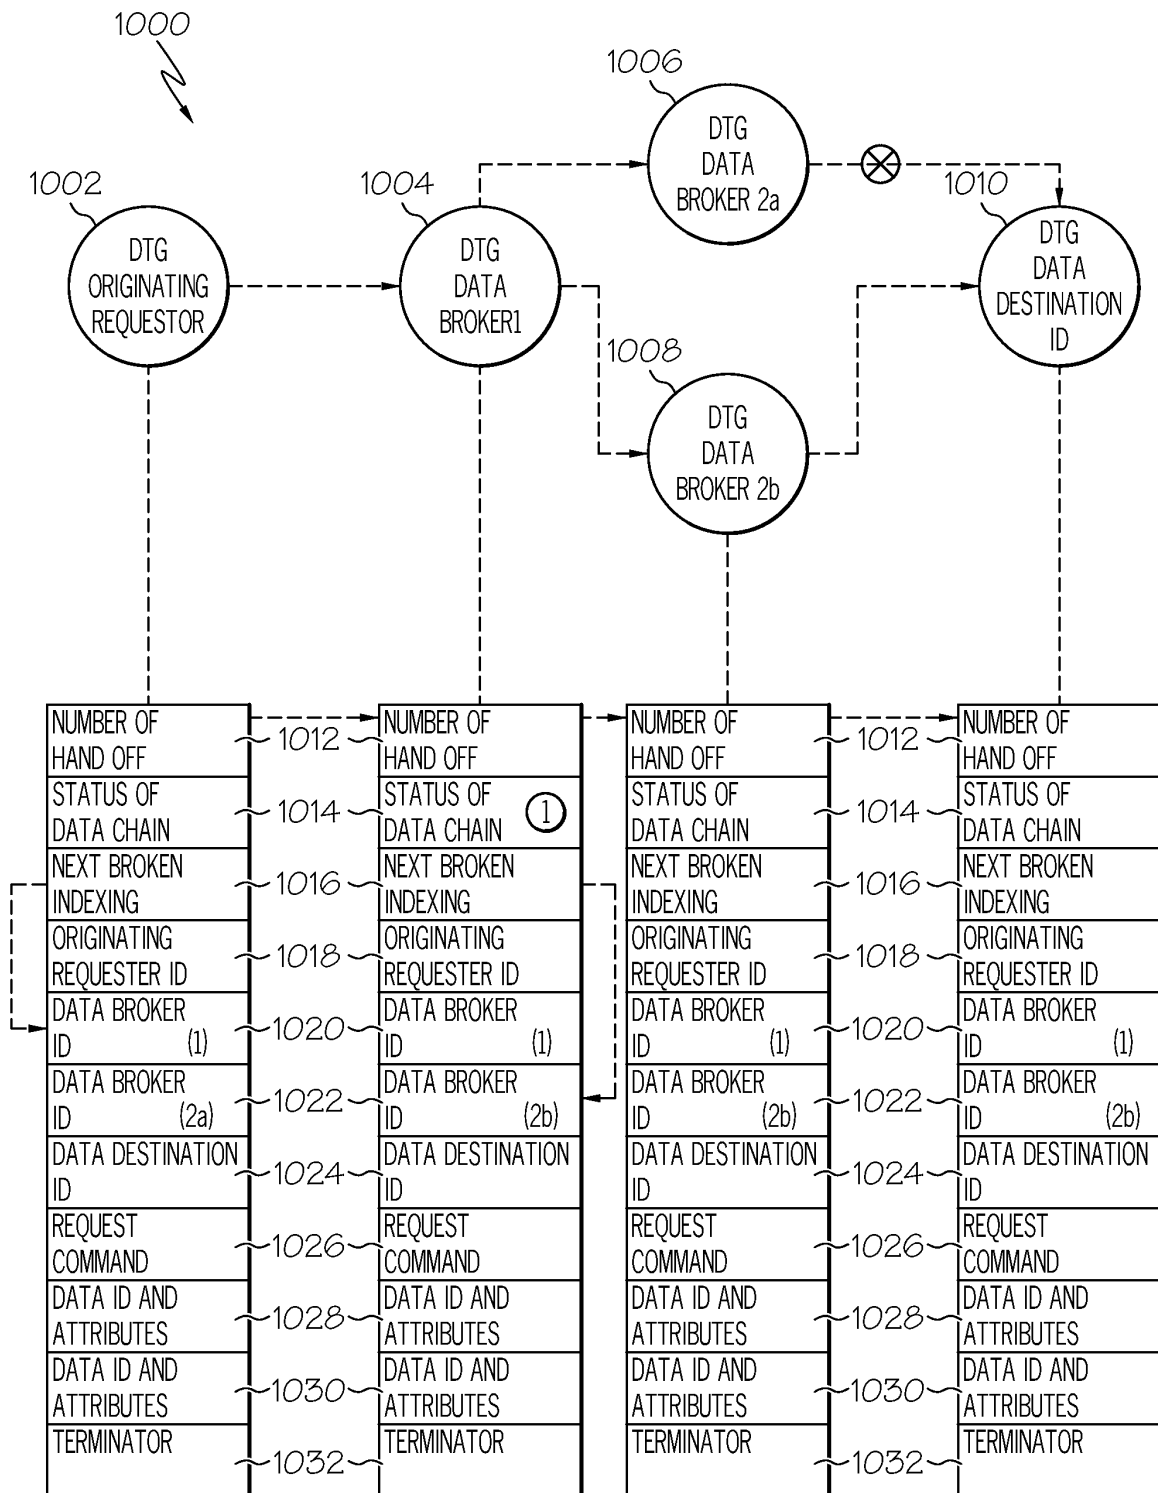 1000
1006
DTG
DATA
BROKER 2a
1002
DTG
ORIGINATING
REQUESTOR
1004
DTG
DATA
BROKER1
1010
DTG
DATA
DESTINATION
ID
1008
DTG
DATA
BROKER 2b
NUMBER OF
HAND OFF
STATUS OF
DATA CHAIN
NEXT BROKEN
INDEXING
ORIGINATING
REQUESTER ID
DATA BROKER
ID (1)
DATA BROKER
ID (2a)
DATA DESTINATION
ID
REQUEST
COMMAND
DATA ID AND
ATTRIBUTES
DATA ID AND
ATTRIBUTES
TERMINATOR
1012
1014
1016
1018
1020
1022
1024
1026
1028
1030
1032
NUMBER OF
HAND OFF
STATUS OF
DATA CHAIN
1
NEXT BROKEN
INDEXING
ORIGINATING
REQUESTER ID
DATA BROKER
ID (1)
DATA BROKER
ID (2b)
DATA DESTINATION
ID
REQUEST
COMMAND
DATA ID AND
ATTRIBUTES
DATA ID AND
ATTRIBUTES
TERMINATOR
NUMBER OF
HAND OFF
STATUS OF
DATA CHAIN
NEXT BROKEN
INDEXING
ORIGINATING
REQUESTER ID
DATA BROKER
ID (1)
DATA BROKER
ID (2b)
DATA DESTINATION
ID
REQUEST
COMMAND
DATA ID AND
ATTRIBUTES
DATA ID AND
ATTRIBUTES
TERMINATOR
1012
1014
1016
1018
1020
1022
1024
1026
1028
1030
1032
NUMBER OF
HAND OFF
STATUS OF
DATA CHAIN
NEXT BROKEN
INDEXING
ORIGINATING
REQUESTER ID
DATA BROKER
ID (1)
DATA BROKER
ID (2b)
DATA DESTINATION
ID
REQUEST
COMMAND
DATA ID AND
ATTRIBUTES
DATA ID AND
ATTRIBUTES
TERMINATOR